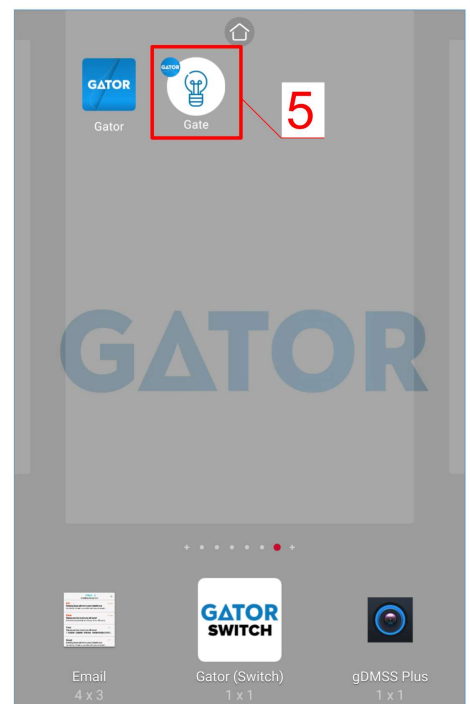 GATOR
GATOR
Gator
Gate
5
GATOR
Email
Gator (Switch)
gDMSS Plus
4 x 3
1 x 1
1 x 1
GATOR
SWITCH